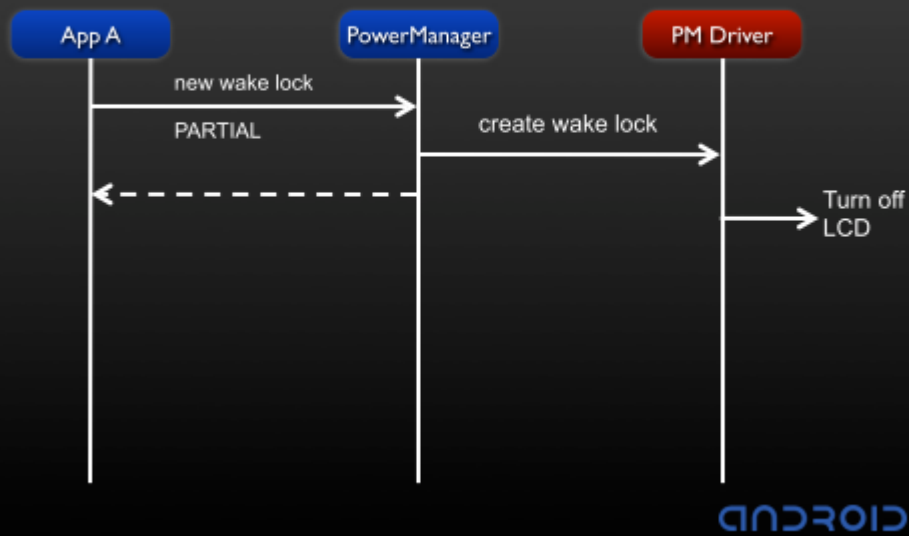 App A
PowerManager
PM Driver
new wake lock
PARTIAL
create wake lock
Turn off
LCD
ANDROID